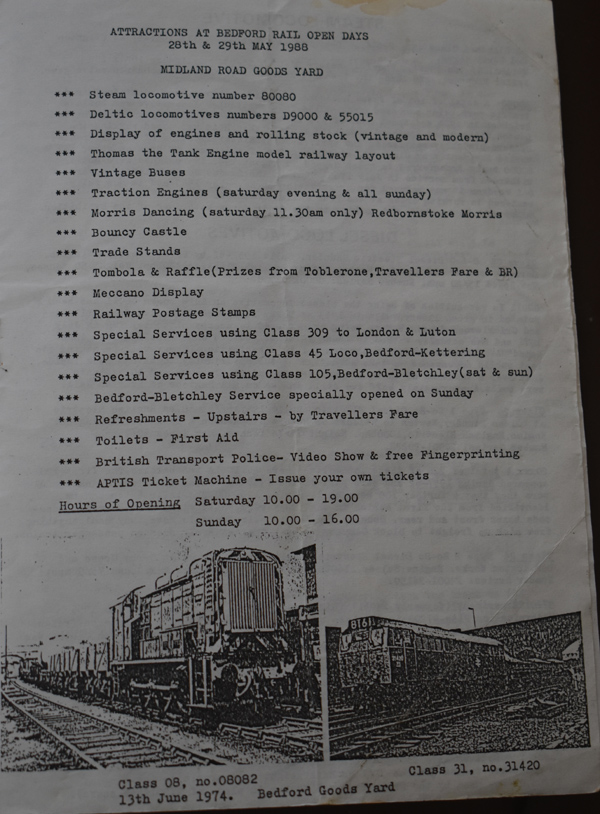 ATTRACTIONS AT BEDFORD RAIL OPEN DAYS
28th & 29th MAY 1988
MIDLAND ROAD GOODS YARD
*** Steam locomotive number 80080
*** Deltic locomotives numbers D9000 & 55015
*** Display of engines and rolling stock (vintage and modern)
*** Thomas the Tank Engine model railway layout
*** Vintage Buses
*** Traction Engines (saturday evening & all sunday)
*** Morris Dancing (saturday 11.30am only) Redbornstoke Morris
*** Bouncy Castle
*** Trade Stands
*** Tombola & Raffle(Prizes from Toblerone,Travellers Fare & BR)
*** Meccano Display
*** Railway Postage Stamps
*** Special Services using Class 309 to London & Luton
*** Special Services using Class 45 Loco,Bedford-Kettering
*** Special Services using Class 105,Bedford-Bletchley(sat & sun)
*** Bedford-Bletchley Service specially opened on Sunday
*** Refreshments - Upstairs - by Travellers Fare
*** Toilets - First Aid
*** British Transport Police- Video Show & free Fingerprinting
*** APTIS Ticket Machine - Issue your own tickets
Hours of Opening Saturday 10.00 - 19.00
Sunday 10.00 - 16.00
8T61
Class 08, no.08082
Class 31, no.31420
13th June 1974. Bedford Goods Yard